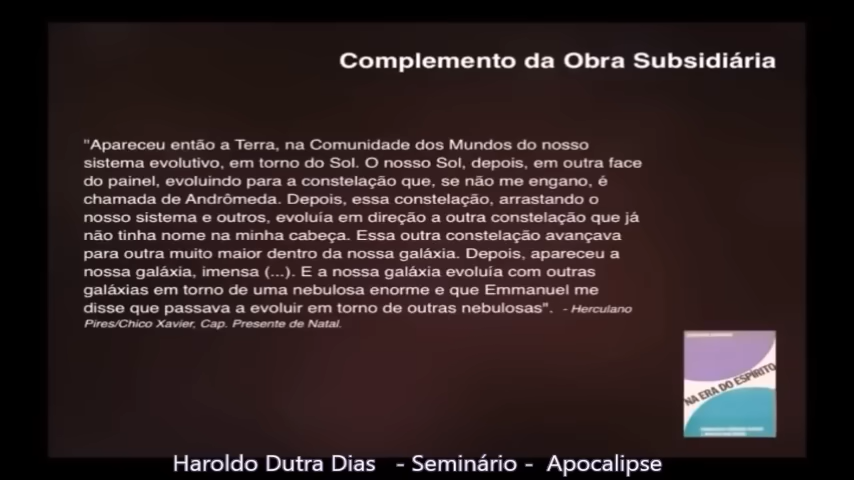 Complemento da Obra Subsidiária
"Apareceu então a Terra, na Comunidade dos Mundos do nosso
sistema evolutivo, em torno do Sol. O nosso Sol, depois, em outra face
do painel, evoluindo para a constelação que, se não me engano, é
chamada de Andrômeda. Depois, essa constelação, arrastando o
nosso sistema e outros, evoluía em direção a outra constelação que já
não tinha nome na minha cabeça. Essa outra constelação avançava
para outra muito maior dentro da nossa galáxia. Depois, apareceu a
nossa galáxia, imensa (...). E a nossa galáxia evoluía com outras
galáxias em torno de uma nebulosa enorme e que Emmanuel me
disse que passava a evoluir em torno de outras nebulosas". - Herculano
Pires/Chico Xavier, Cap. Presente de Natal.
NA ERA DO ESPÍRITO
Haroldo Dutra Dias - Seminário - Apocalipse